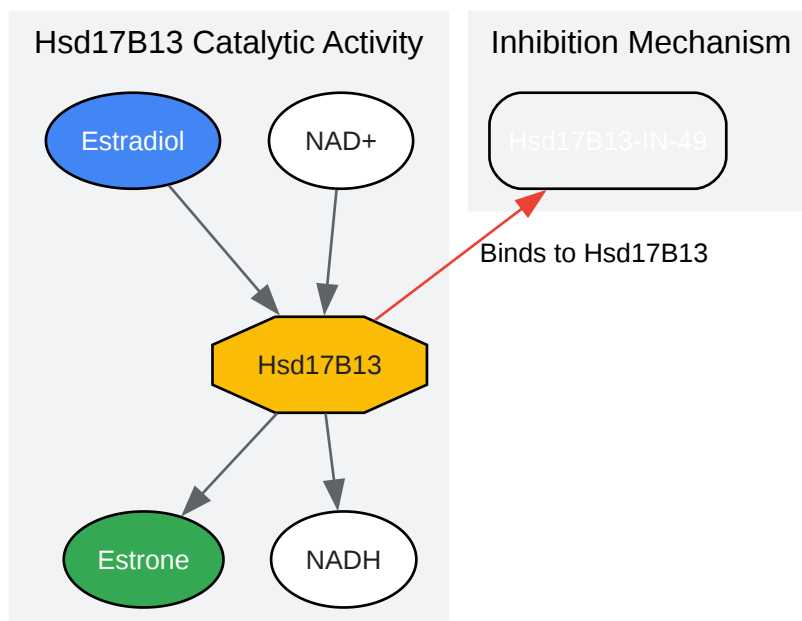 Hsd17B13 Catalytic Activity
Inhibition Mechanism
Estradiol
NAD+
Hsd17B13-IN-49
Binds to Hsd17B13
Hsd17B13
Estrone
NADH